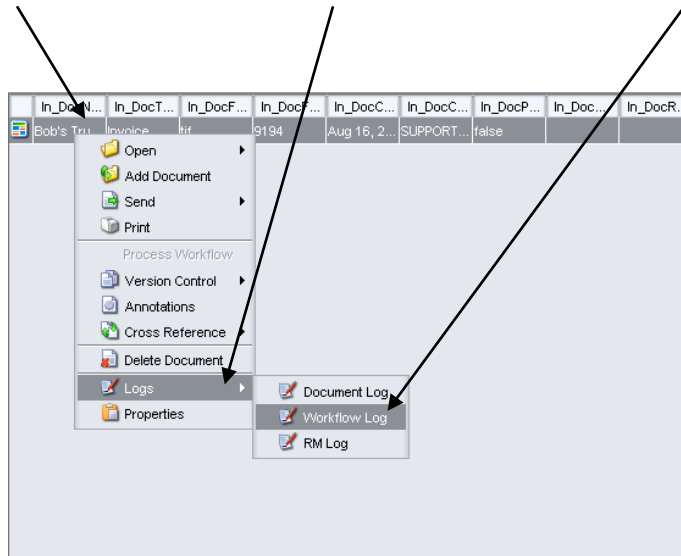 In_DocN... In_DocT... In_DocF... In_DocF... In_DocC... In_DocC... In_DocP... In_Doc... In_DocR.
Bob's Tru Invoice tif 9194 Aug 16, 2... SUPPORT... false
Open
Add Document
Send
Print
Process Workflow
Version Control
Annotations
Cross Reference
Delete Document
Logs
Properties
Document Log
Workflow Log
RM Log